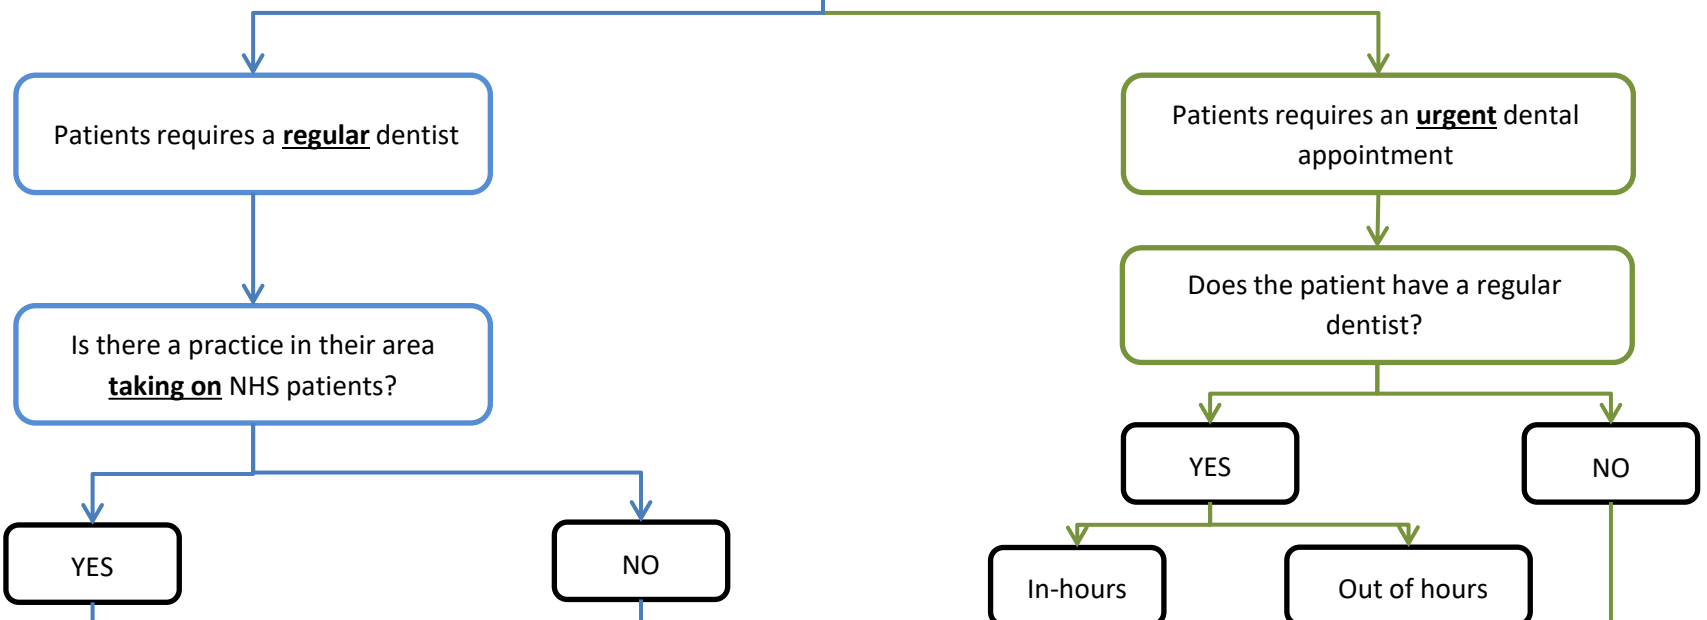 Patients requires a regular dentist
Is there a practice in their area
taking on NHS patients?
YES
NO
Patients requires an urgent dental
appointment
Does the patient have a regular
dentist?
YES
NO
In-hours
Out of hours